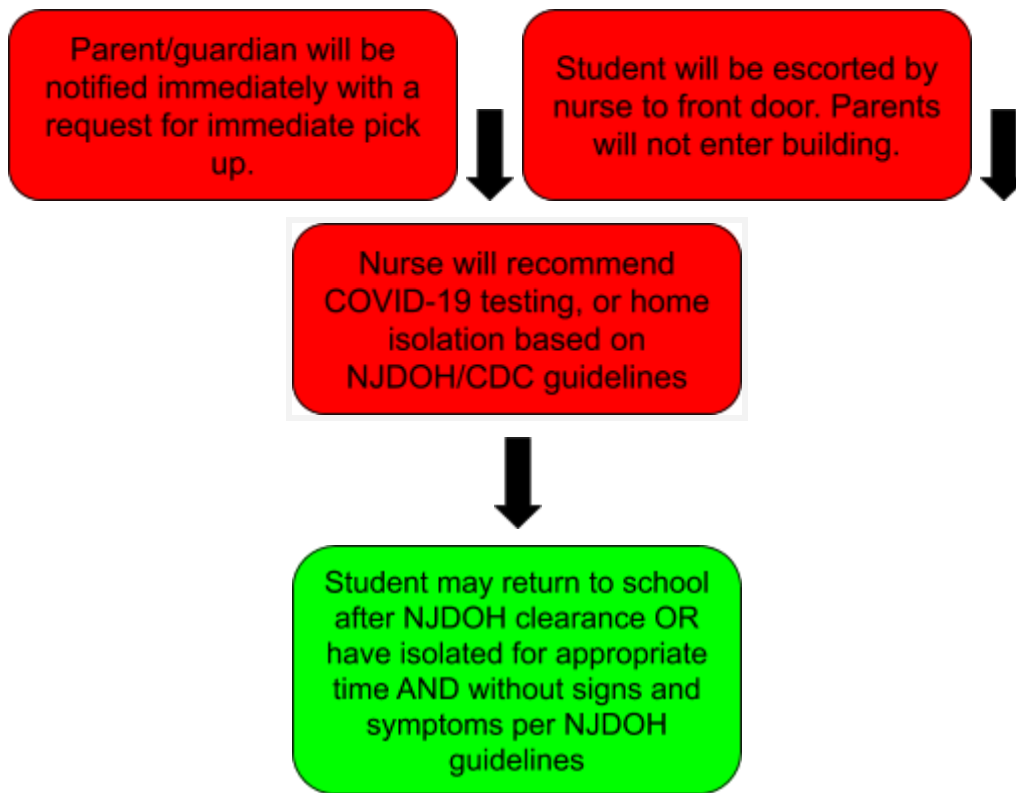 Parent/guardian will be
notified immediately with a
request for immediate pick
up.
Student will be escorted by
nurse to front door. Parents
will not enter building.
Nurse will recommend
COVID-19 testing, or home
isolation based on
NJDOH/CDC guidelines
Student may return to school
after NJDOH clearance OR
have isolated for appropriate
time AND without signs and
symptoms per NJDOH
guidelines